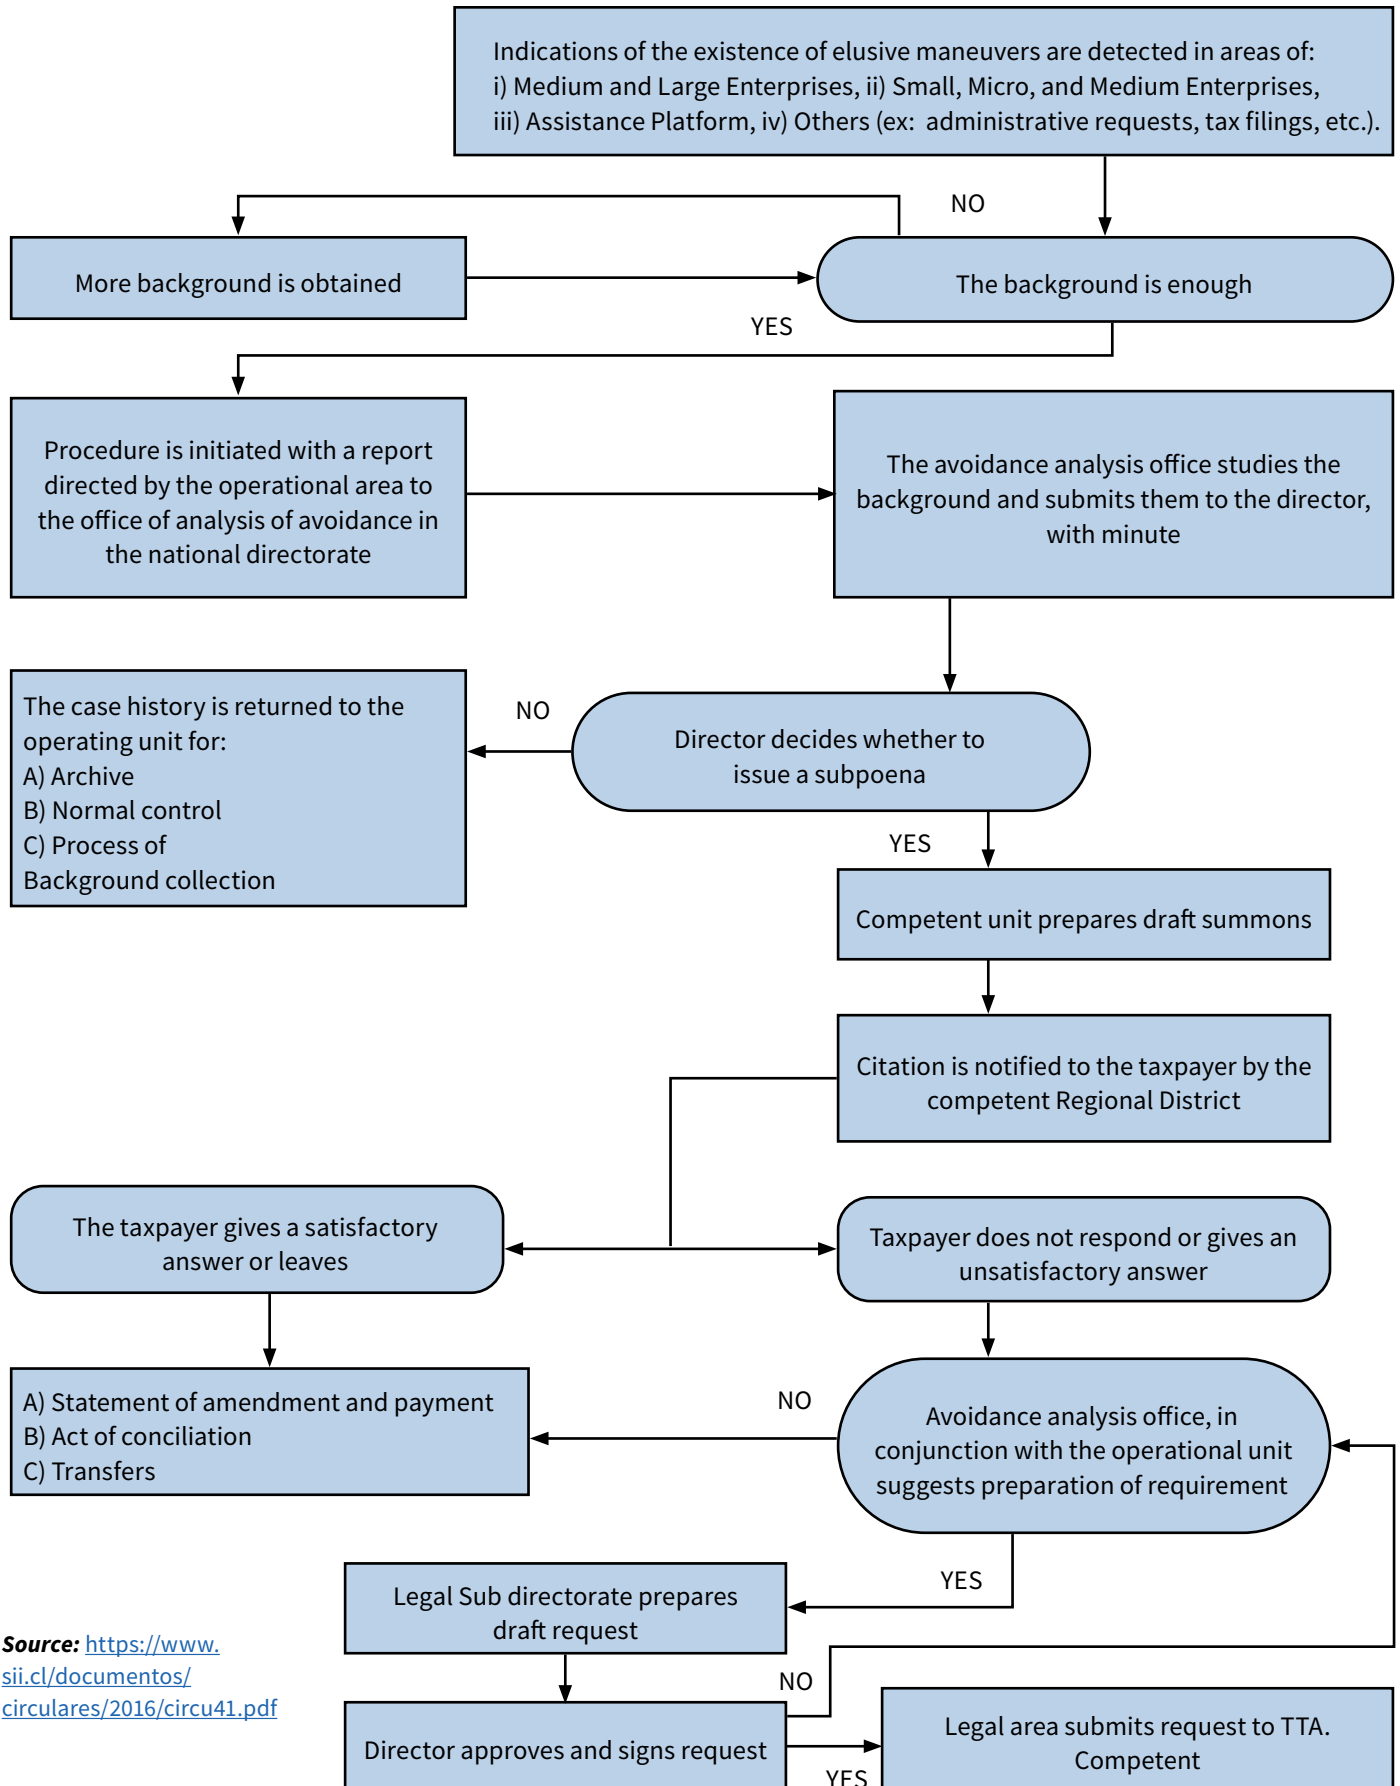 Indications of the existence of elusive maneuvers are detected in areas of:
i) Medium and Large Enterprises, ii) Small, Micro, and Medium Enterprises,
iii) Assistance Platform, iv) Others (ex: administrative requests, tax filings, etc.).
NO
More background is obtained
The background is enough
YES
Procedure is initiated with a report
directed by the operational area to
the office of analysis of avoidance in
the national directorate
The avoidance analysis office studies the
background and submits them to the director,
with minute
The case history is returned to the
operating unit for:
A) Archive
B) Normal control
C) Process of
Background collection
NO
Director decides whether to
issue a subpoena
YES
Competent unit prepares draft summons
Citation is notified to the taxpayer by the
competent Regional District
The taxpayer gives a satisfactory
answer or leaves
Taxpayer does not respond or gives an
unsatisfactory answer
A) Statement of amendment and payment
B) Act of conciliation
C) Transfers
NO
Avoidance analysis office, in
conjunction with the operational unit
suggests preparation of requirement
YES
Legal Sub directorate prepares
draft request
Source: https://www.
sii.cl/documentos/
circulares/2016/circu41.pdf
NO
Director approves and signs request
YES
Legal area submits request to TTA.
Competent